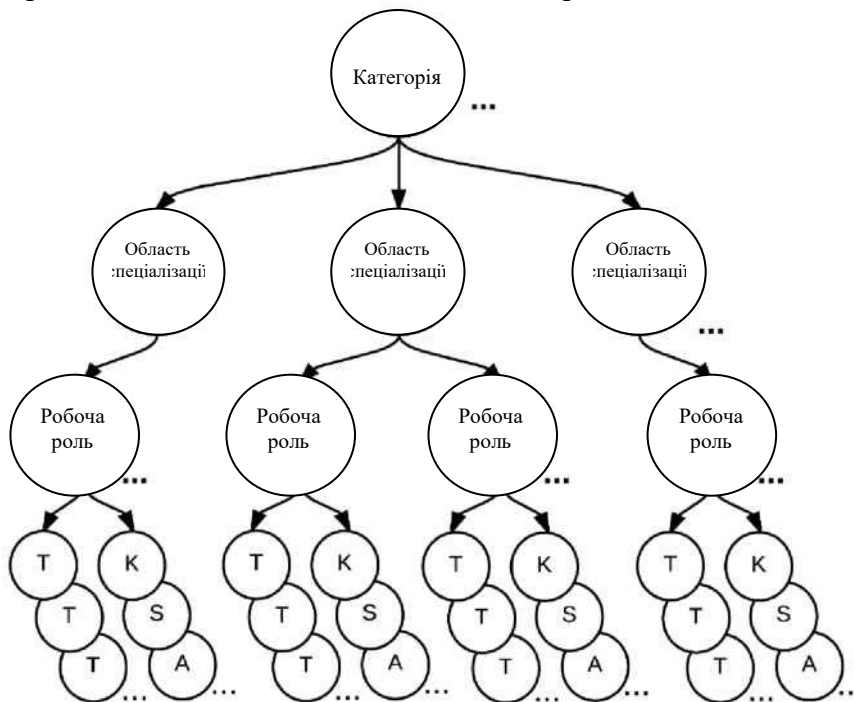 Категорія
...
Область
пеціалізації
Область
пеціалізації
Область
пеціалізації
...
Робоча
роль
...
Робоча
роль
Робоча
роль
...
Робоча
роль
...
T K T K T K T K
T S T S T S T S
T A T A T A T A
... ... ... ... ... ... ... ...